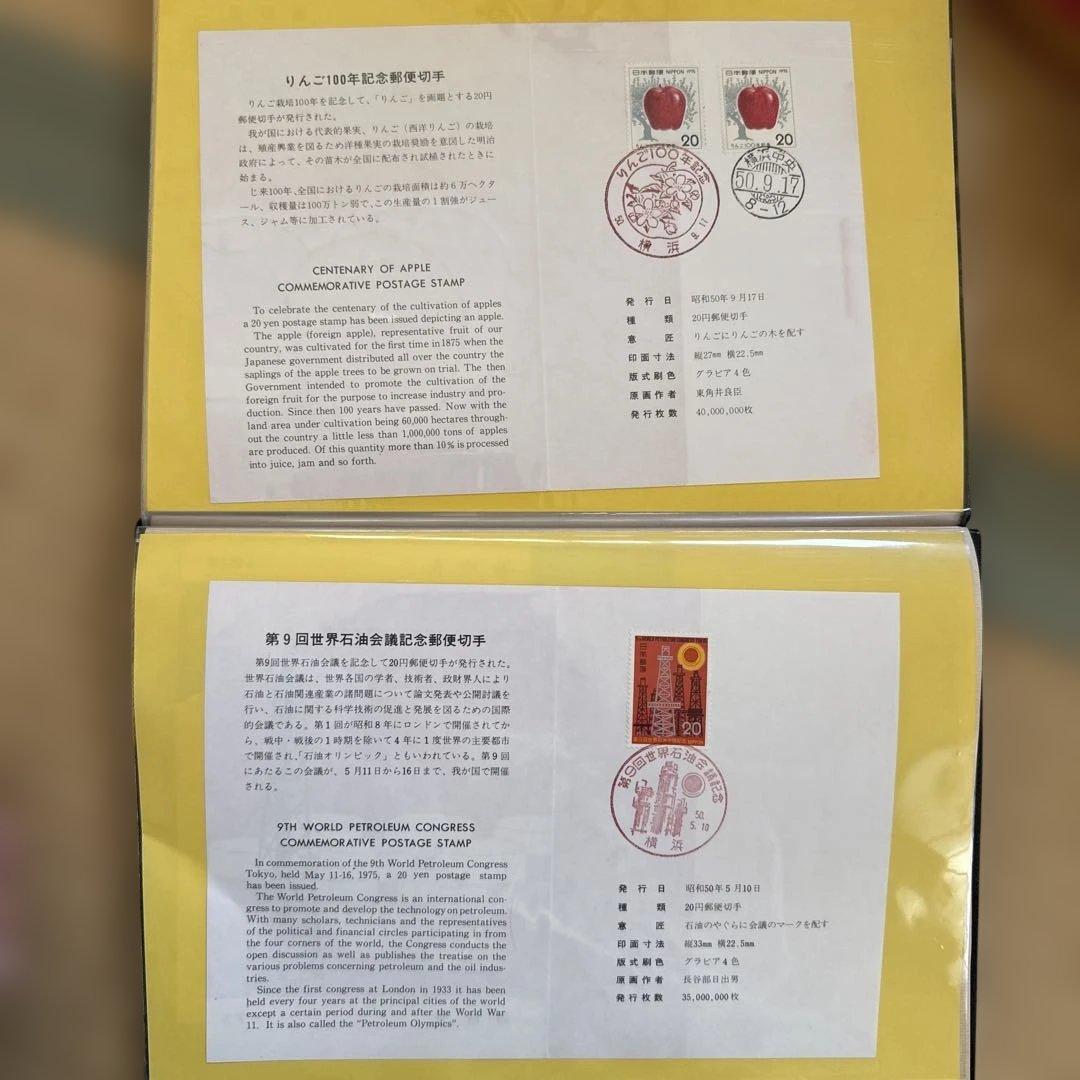 りんご100年記念郵便切手
りんご栽培100年を記念して、「りんご」を画題とする20円
郵便切手が発行された。
我が国における代表的果実、りんご（西洋りんご）の栽培
は、殖産興業を図るため洋種果実の栽培奨励を意図した明治
政府によって、その苗木が全国に配布され試植されたときに
始まる。
じ来100年、全国におけるりんごの栽培面積は約6万ヘクタ
ール、収穫量は100万トン弱で、この生産量の1割強がジュー
ス、ジャム等に加工されている。
CENTENARY OF APPLE
COMMEMORATIVE POSTAGE STAMP
To celebrate the centenary of the cultivation of apples
a 20 yen postage stamp has been issued depicting an apple.
The apple (foreign apple), representative fruit of our
country, was cultivated for the first time in 1875 when the
Japanese government distributed all over the country the
saplings of the apple trees to be grown on trial. The then
Government intended to promote the cultivation of the
foreign fruit for the purpose to increase industry and pro-
duction. Since then 100 years have passed. Now with the
land area under cultivation being 60,000 hectares through-
out the country a little less than 1,000,000 tons of apples
are produced. Of this quantity more than 10% is processed
into juice, jam and so forth.
日本郵便 NIPPON 1975
20
りんご100年記念
日本郵便 NIPPON 1975
20
りんご100年記念
りんご100年記念
50.
9.17
横浜
横浜中央
50.9.17
8-12
発行日 昭和50年9月17日
種類 20円郵便切手
意匠 りんごにりんごの木を配す
印面寸法 縦27mm 横22.5mm
版式刷色 グラビア4色
原画作者 東角井良臣
発行枚数 40,000,000枚
第9回世界石油会議記念郵便切手
第9回世界石油会議を記念して20円郵便切手が発行された。
世界石油会議は、世界各国の学者、技術者、政財界人により
石油と石油関連産業の諸問題について論文発表や公開討議を
行い、石油に関する科学技術の促進と発展を図るための国際
的会議である。第1回が昭和8年にロンドンで開催されてか
ら、戦中・戦後の1時期を除いて4年に1度世界の主要都市
で開催され、「石油オリンピック」ともいわれている。第9回
にあたるこの会議が、5月11日から16日まで、我が国で開催
される。
9TH WORLD PETROLEUM CONGRESS
COMMEMORATIVE POSTAGE STAMP
In commemoration of the 9th World Petroleum Congress
Tokyo, held May 11-16, 1975, a 20 yen postage stamp
has been issued.
The World Petroleum Congress is an international con-
gress to promote and develop the technology on petroleum.
With many scholars, technicians and the representatives
of the political and financial circles participating in from
the four corners of the world, the Congress conducts the
open discussion as well as publishes the treatise on the
various problems concerning petroleum and the oil indus-
tries.
Since the first congress at London in 1933 it has been
held every four years at the principal cities of the world
except a certain period during and after the World War
11. It is also called the "Petroleum Olympics".
日本郵便
20
第9回世界石油会議記念 NIPPON
第9回世界石油会議記念
50.
5.10
横浜
発行日 昭和50年5月10日
種類 20円郵便切手
意匠 石油のやぐらに会議のマークを配す
印面寸法 縦33mm 横22.5mm
版式刷色 グラビア4色
原画作者 長谷部日出男
発行枚数 35,000,000枚